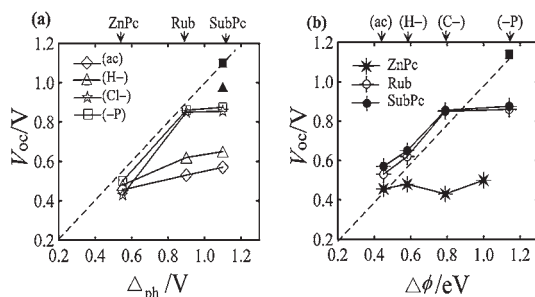 (a)
ZnPc Rub SubPc
1.2
1.0
0.8
0.6
0.4
0.2
Voc/V
(ac)
(H–)
(Cl–)
(–P)
0.2 0.4 0.6 0.8 1.0 1.2
Δph/V
(b)
(ac) (H–) (C–) (–P)
1.2
1.0
0.8
0.6
0.4
0.2
Voc/V
ZnPc
Rub
SubPc
0.2 0.4 0.6 0.8 1.0 1.2
Δϕ/eV